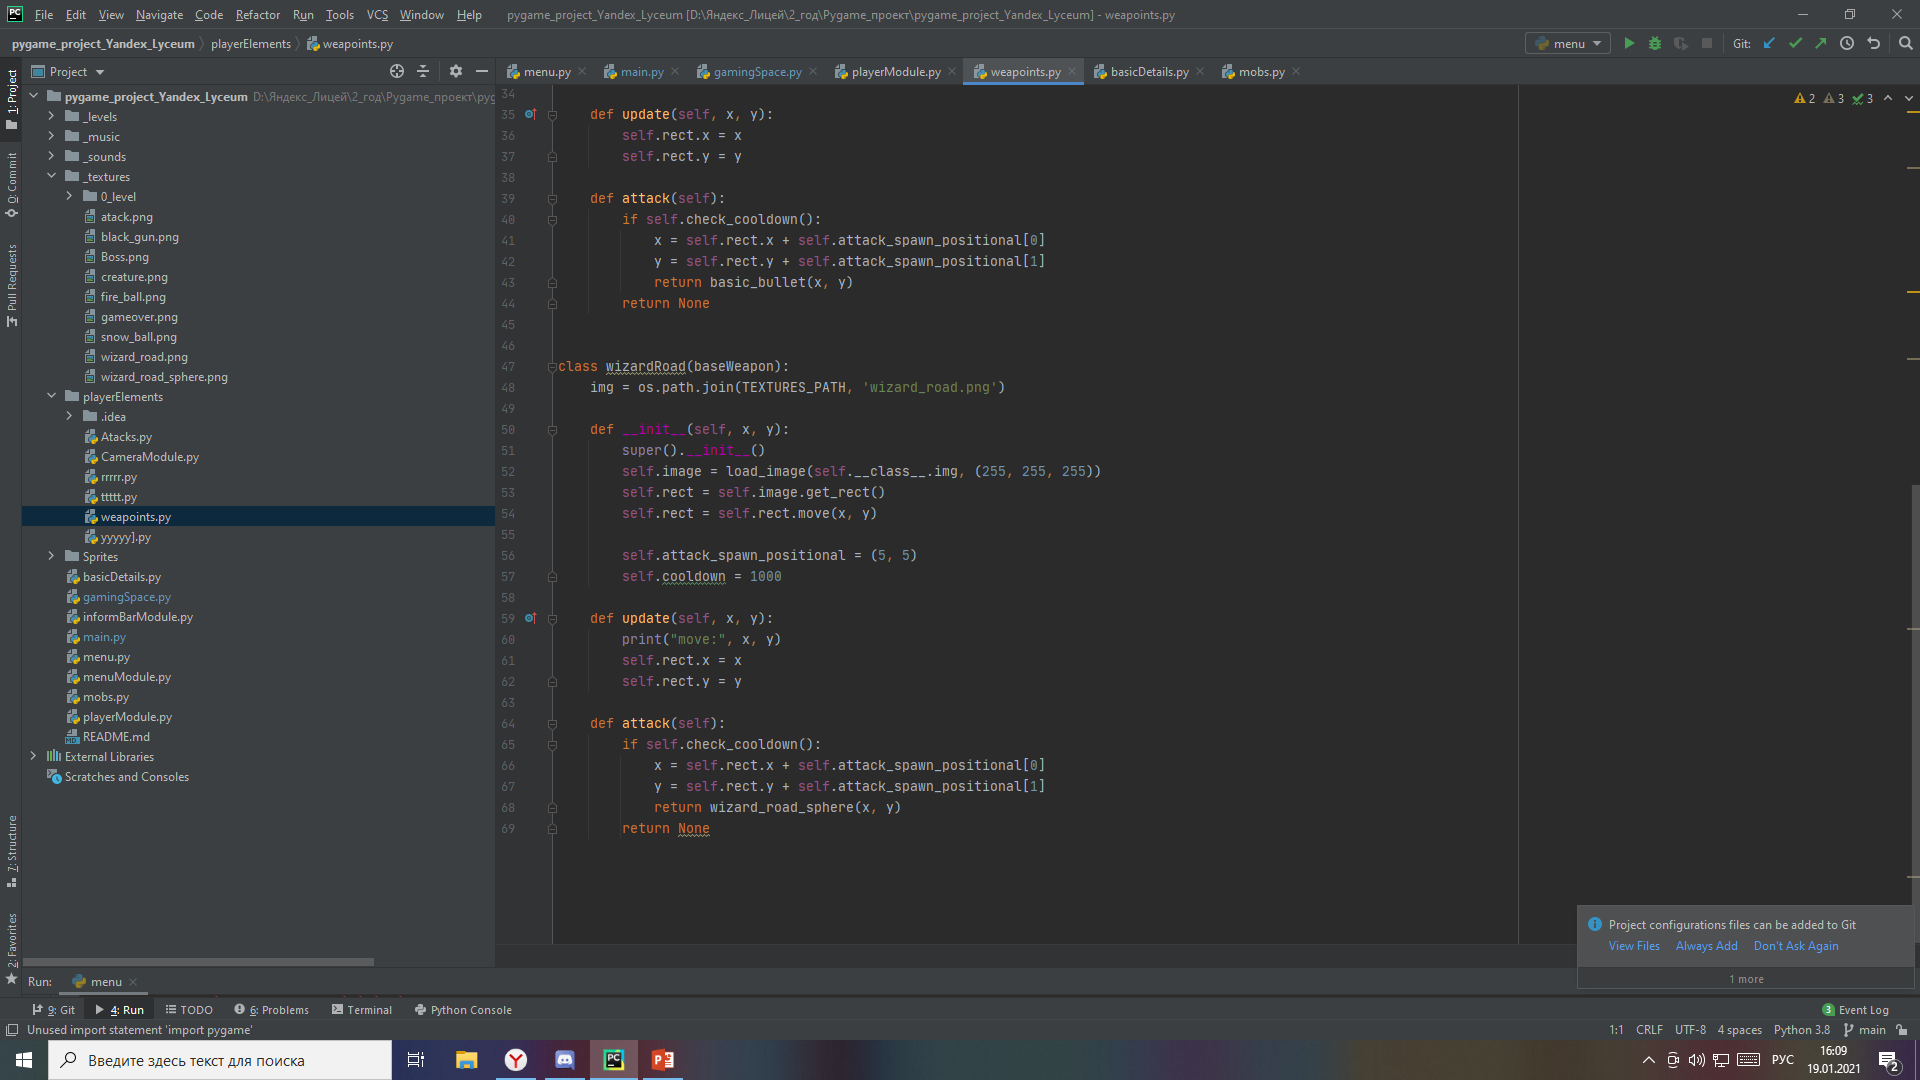 PC File Edit View Navigate Code Refactor Run Tools VCS Window Help pygame_project_Yandex_Lyceum [D:\Яндекс_Лицей\2_год\Pygame_проект\pygame_project_Yandex_Lyceum] - weapoints.py
pygame_project_Yandex_Lyceum playerElements weapoints.py menu Git:
Project menu.py main.py gamingSpace.py playerModule.py weapoints.py basicDetails.py mobs.py
1: Project
0: Commit
Pull Requests
7: Structure
2: Favorites
pygame_project_Yandex_Lyceum D:\Яндекс_Лицей\2_год\Pygame_проект\pyg
_levels
_music
_sounds
_textures
0_level
atack.png
black_gun.png
Boss.png
creature.png
fire_ball.png
gameover.png
snow_ball.png
wizard_road.png
wizard_road_sphere.png
playerElements
.idea
Atacks.py
CameraModule.py
rrrrr.py
ttttt.py
weapoints.py
yyyyy].py
Sprites
basicDetails.py
gamingSpace.py
informBarModule.py
main.py
menu.py
menuModule.py
mobs.py
playerModule.py
README.md
External Libraries
Scratches and Consoles
2 3 3
34
35 def update(self, x, y):
36 self.rect.x = x
37 self.rect.y = y
38
39 def attack(self):
40 if self.check_cooldown():
41 x = self.rect.x + self.attack_spawn_positional[0]
42 y = self.rect.y + self.attack_spawn_positional[1]
43 return basic_bullet(x, y)
44 return None
45
46
47 class wizardRoad(baseWeapon):
48 img = os.path.join(TEXTURES_PATH, 'wizard_road.png')
49
50 def __init__(self, x, y):
51 super().__init__()
52 self.image = load_image(self.__class__.img, (255, 255, 255))
53 self.rect = self.image.get_rect()
54 self.rect = self.rect.move(x, y)
55
56 self.attack_spawn_positional = (5, 5)
57 self.cooldown = 1000
58
59 def update(self, x, y):
60 print("move:", x, y)
61 self.rect.x = x
62 self.rect.y = y
63
64 def attack(self):
65 if self.check_cooldown():
66 x = self.rect.x + self.attack_spawn_positional[0]
67 y = self.rect.y + self.attack_spawn_positional[1]
68 return wizard_road_sphere(x, y)
69 return None
Project configurations files can be added to Git
View Files Always Add Don't Ask Again
1 more
Run: menu
9: Git 4: Run TODO 6: Problems Terminal Python Console 3 Event Log
Unused import statement 'import pygame' 1:1 CRLF UTF-8 4 spaces Python 3.8 main
Введите здесь текст для поиска РУС 16:09
19.01.2021
2